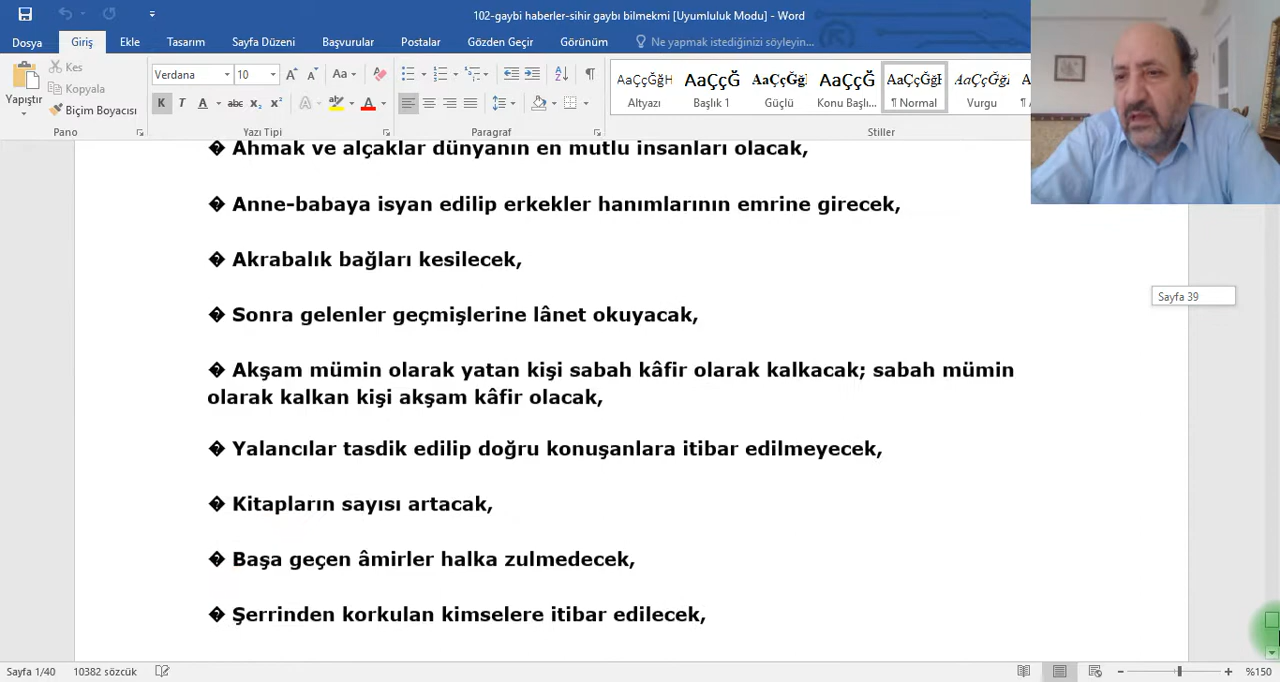 102-gaybi haberler-sihir gaybı bilmekmi [Uyumluluk Modu] - Word
Dosya Giriş Ekle Tasarım Sayfa Düzeni Başvurular Postalar Gözden Geçir Görünüm Ne yapmak istediğinizi söyleyin...
Yapıştır
Kes
Kopyala
Biçim Boyacısı
Pano
Verdana 10
K T A abc x₂ x²
Yazı Tipi
Paragraf
AaÇçĞğH AaÇçĞ AaÇçĞğ AaÇçĞ AaÇçĞğH AaÇçĞğ
Altyazı Başlık 1 Güçlü Konu Başlı... ¶ Normal Vurgu
Stiller
� Ahmak ve alçaklar dünyanın en mutlu insanları olacak,
� Anne-babaya isyan edilip erkekler hanımlarının emrine girecek,
� Akrabalık bağları kesilecek,
Sayfa 39
� Sonra gelenler geçmişlerine lânet okuyacak,
� Akşam mümin olarak yatan kişi sabah kâfir olarak kalkacak; sabah mümin
olarak kalkan kişi akşam kâfir olacak,
� Yalancılar tasdik edilip doğru konuşanlara itibar edilmeyecek,
� Kitapların sayısı artacak,
� Başa geçen âmirler halka zulmedecek,
� Şerrinden korkulan kimselere itibar edilecek,
Sayfa 1/40 10382 sözcük %150